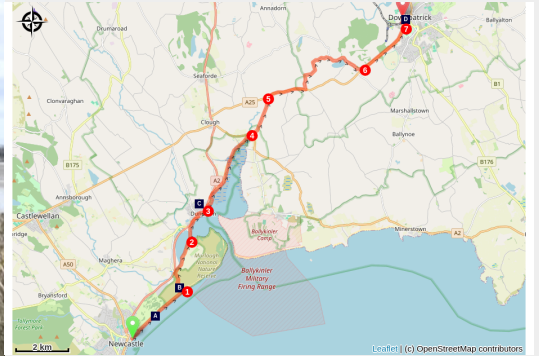 Annadorn
Drumaroad
Downpatrick
D
7
Ballyalton
Seaforde
6
B1
Clonvaraghan
5
A25
Marshallstown
Clough
4
Ballynoe
B175
B176
A2
Annsborough
C
3
Castlewellan
Ballykinler
Camp
Minerstown
A2
2
Murlough
National
Nature
Reserve
Maghera
A50
Ballykinler
Military
Firing Range
Bryansford
B
1
A
Tollymore
Forest Park
Newcastle
2 km
Leaflet | (c) OpenStreetMap contributors